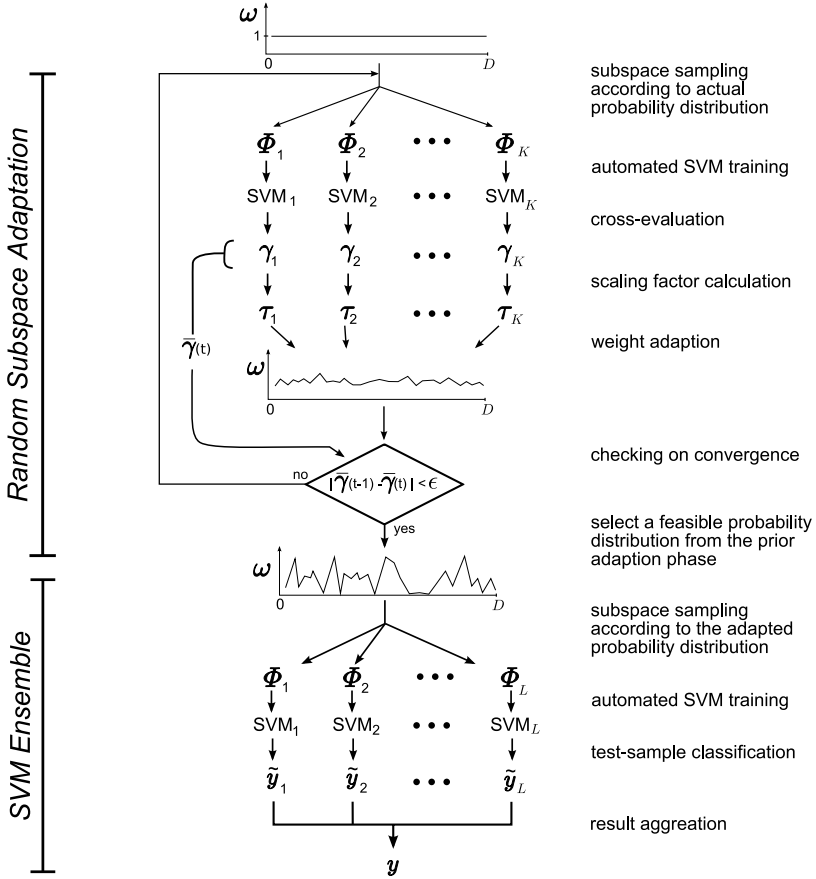 ω
1
0 D
subspace sampling
according to actual
probability distribution
Random Subspace Adaptation
Φ1 Φ2 • • • ΦK
automated SVM training
SVM1 SVM2 • • • SVMK
cross-evaluation
γ1 γ2 • • • γK
scaling factor calculation
τ1 τ2 • • • τK
γ̅(t)
weight adaption
ω
0 D
checking on convergence
no
| γ̅(t-1) - γ̅(t) | < ϵ
yes
select a feasible probability
distribution from the prior
adaption phase
ω
0 D
SVM Ensemble
subspace sampling
according to the adapted
probability distribution
Φ1 Φ2 • • • ΦL
automated SVM training
SVM1 SVM2 • • • SVML
test-sample classification
ỹ1 ỹ2 • • • ỹL
result aggreation
y